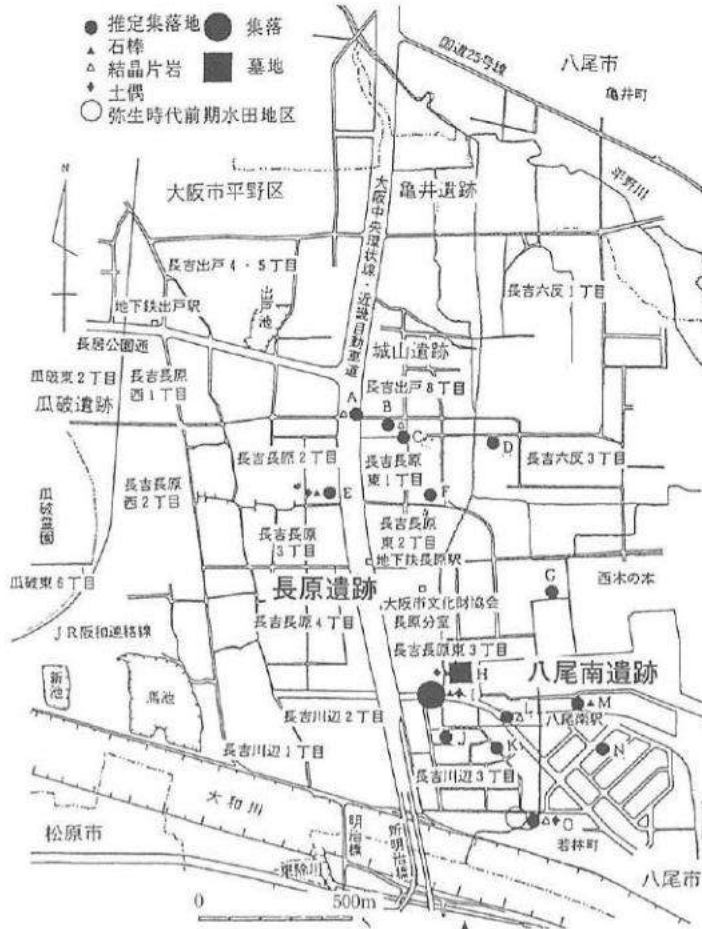 推定集落地
集落
石棒
結晶片岩
墓地
土偶
弥生時代前期水田地区
国道25号線
八尾市
亀井町
N
平野川
大阪市平野区
亀井遺跡
大阪中央環状線・近畿自動車道
長吉出戸4・5丁目
長吉六反1丁目
地下鉄出戸駅
出戸池
長居公園通
城山遺跡
瓜破東2丁目
長吉長原
西1丁目
長吉出戸8丁目
瓜破遺跡
A
B
C
D
長吉長原2丁目
長吉長原
東1丁目
長吉六反3丁目
長吉長原
西2丁目
E
F
瓜破霊園
長吉長原
3丁目
長吉長原
東2丁目
地下鉄長原駅
瓜破東6丁目
G
西木の本
長原遺跡
大阪市文化財協会
長原分室
JR阪和連絡線
長吉長原4丁目
長吉長原東3丁目
新池
馬池
H
八尾南遺跡
I
L
M
長吉川辺2丁目
八尾南駅
J
K
N
長吉川辺1丁目
長吉川辺3丁目
大和川
O
松原市
明治橋
新明治橋
若林町
東除川
八尾市
0
500m